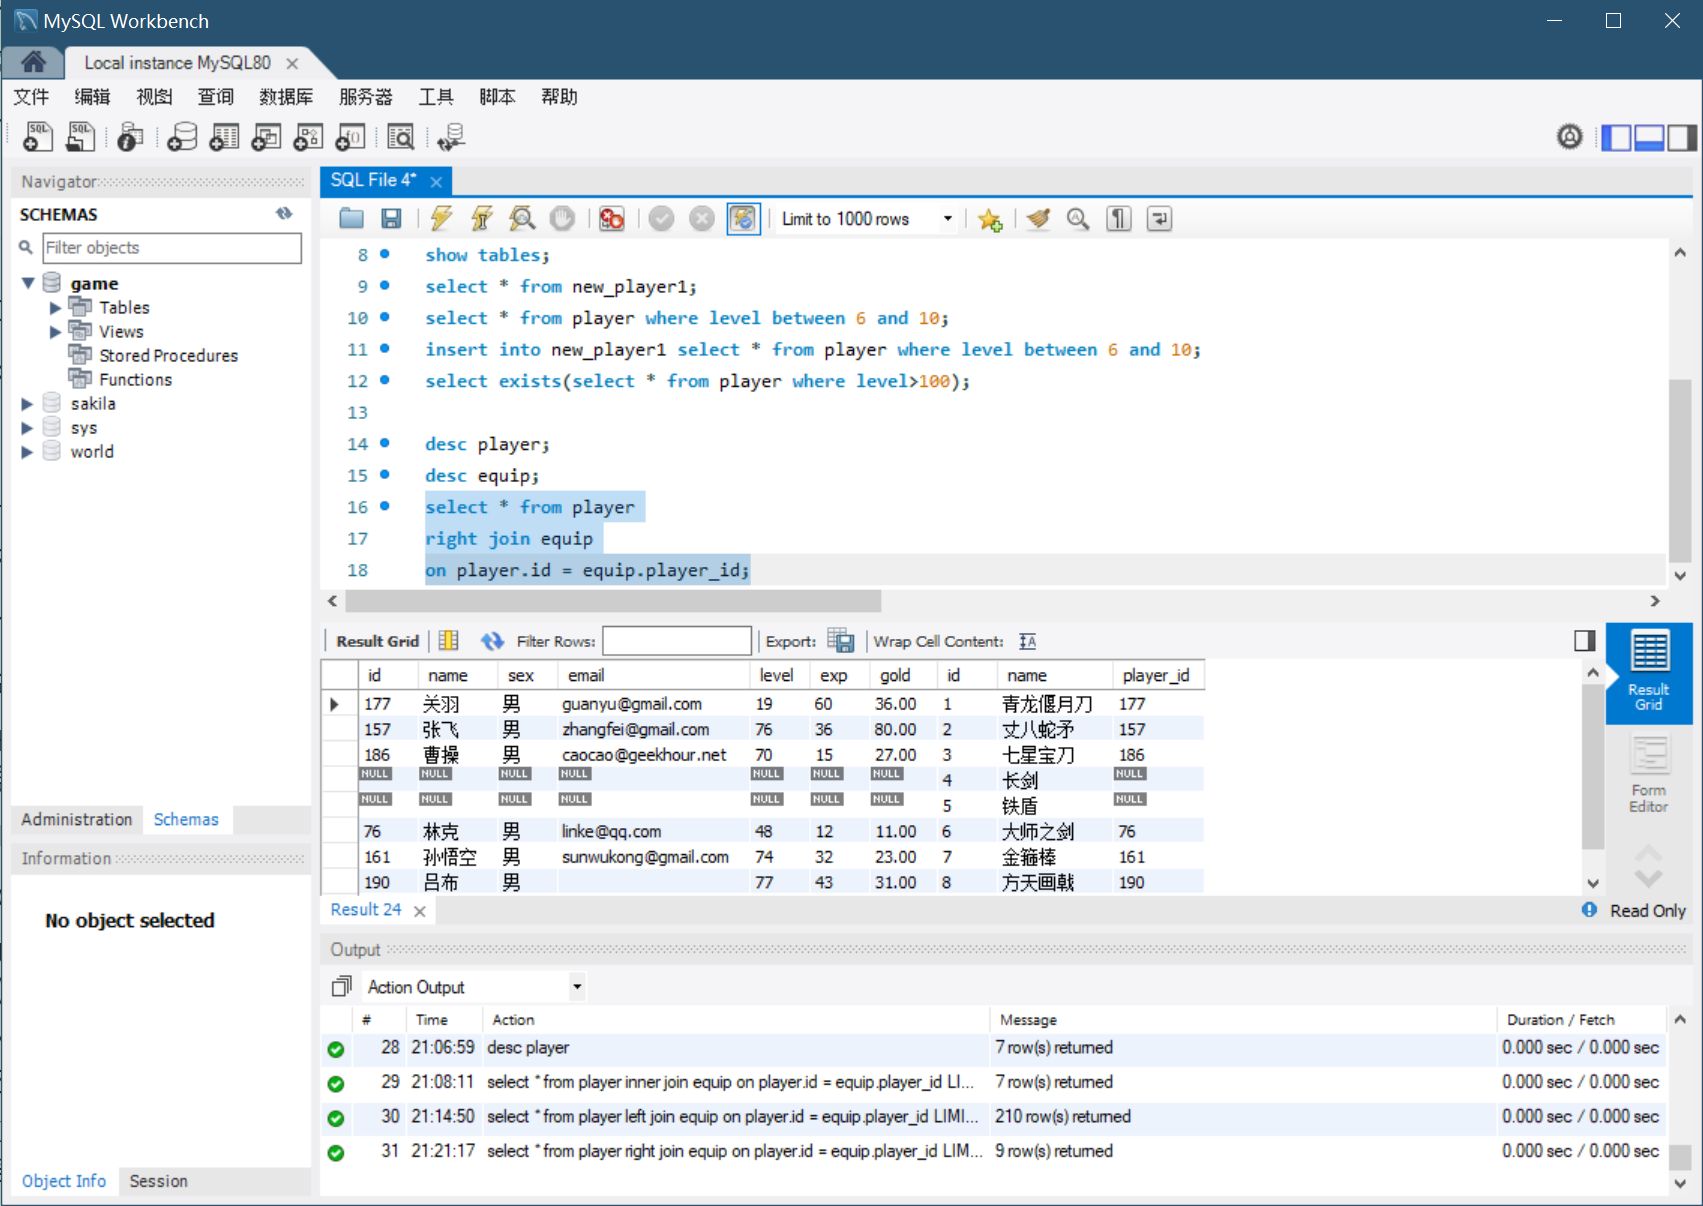 MySQL Workbench
Local instance MySQL80
文件 编辑 视图 查询 数据库 服务器 工具 脚本 帮助
Navigator
SCHEMAS
Filter objects
game
Tables
Views
Stored Procedures
Functions
sakila
sys
world
Administration Schemas
Information
No object selected
Object Info Session
SQL File 4*
Limit to 1000 rows
8 show tables;
9 select * from new_player1;
10 select * from player where level between 6 and 10;
11 insert into new_player1 select * from player where level between 6 and 10;
12 select exists(select * from player where level>100);
13
14 desc player;
15 desc equip;
16 select * from player
17 right join equip
18 on player.id = equip.player_id;
Result Grid Filter Rows: Export: Wrap Cell Content:
id name sex email level exp gold id name player_id
177 关羽 男 guanyu@gmail.com 19 60 36.00 1 青龙偃月刀 177
157 张飞 男 zhangfei@gmail.com 76 36 80.00 2 丈八蛇矛 157
186 曹操 男 caocao@geekhour.net 70 15 27.00 3 七星宝刀 186
NULL NULL NULL NULL NULL NULL NULL 4 长剑 NULL
NULL NULL NULL NULL NULL NULL NULL 5 铁盾 NULL
76 林克 男 linke@qq.com 48 12 11.00 6 大师之剑 76
161 孙悟空 男 sunwukong@gmail.com 74 32 23.00 7 金箍棒 161
190 吕布 男 77 43 31.00 8 方天画戟 190
Result Grid
Form Editor
Result 24
Read Only
Output
Action Output
# Time Action Message Duration / Fetch
28 21:06:59 desc player 7 row(s) returned 0.000 sec / 0.000 sec
29 21:08:11 select * from player inner join equip on player.id = equip.player_id LI... 7 row(s) returned 0.000 sec / 0.000 sec
30 21:14:50 select * from player left join equip on player.id = equip.player_id LIMI... 210 row(s) returned 0.000 sec / 0.000 sec
31 21:21:17 select * from player right join equip on player.id = equip.player_id LIM... 9 row(s) returned 0.000 sec / 0.000 sec